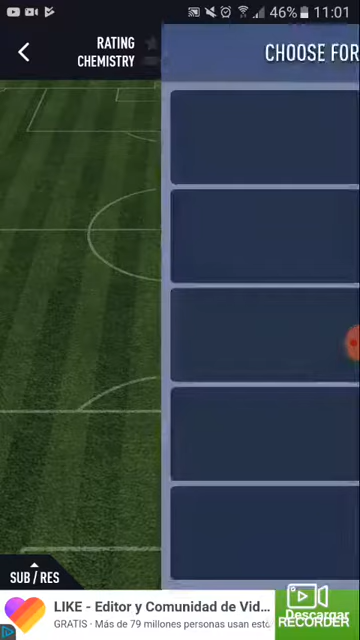 46% 11:01
RATING
CHEMISTRY
CHOOSE FOR
SUB / RES
LIKE - Editor y Comunidad de Vid...
GRATIS · Más de 79 millones personas usan esta
Descargar
RECORDER